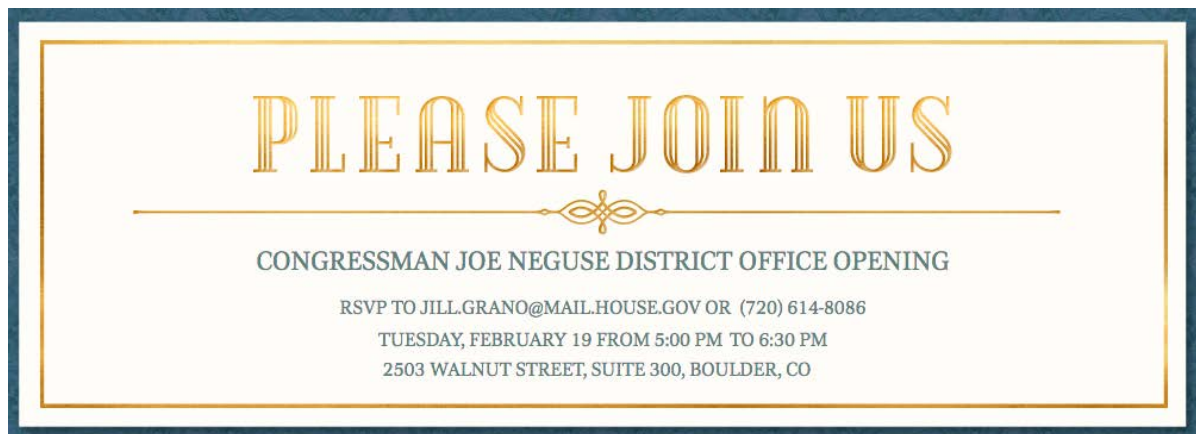 PLEASE JOIN US
CONGRESSMAN JOE NEGUSE DISTRICT OFFICE OPENING
RSVP TO JILL.GRANO@MAIL.HOUSE.GOV OR (720) 614-8086
TUESDAY, FEBRUARY 19 FROM 5:00 PM TO 6:30 PM
2503 WALNUT STREET, SUITE 300, BOULDER, CO